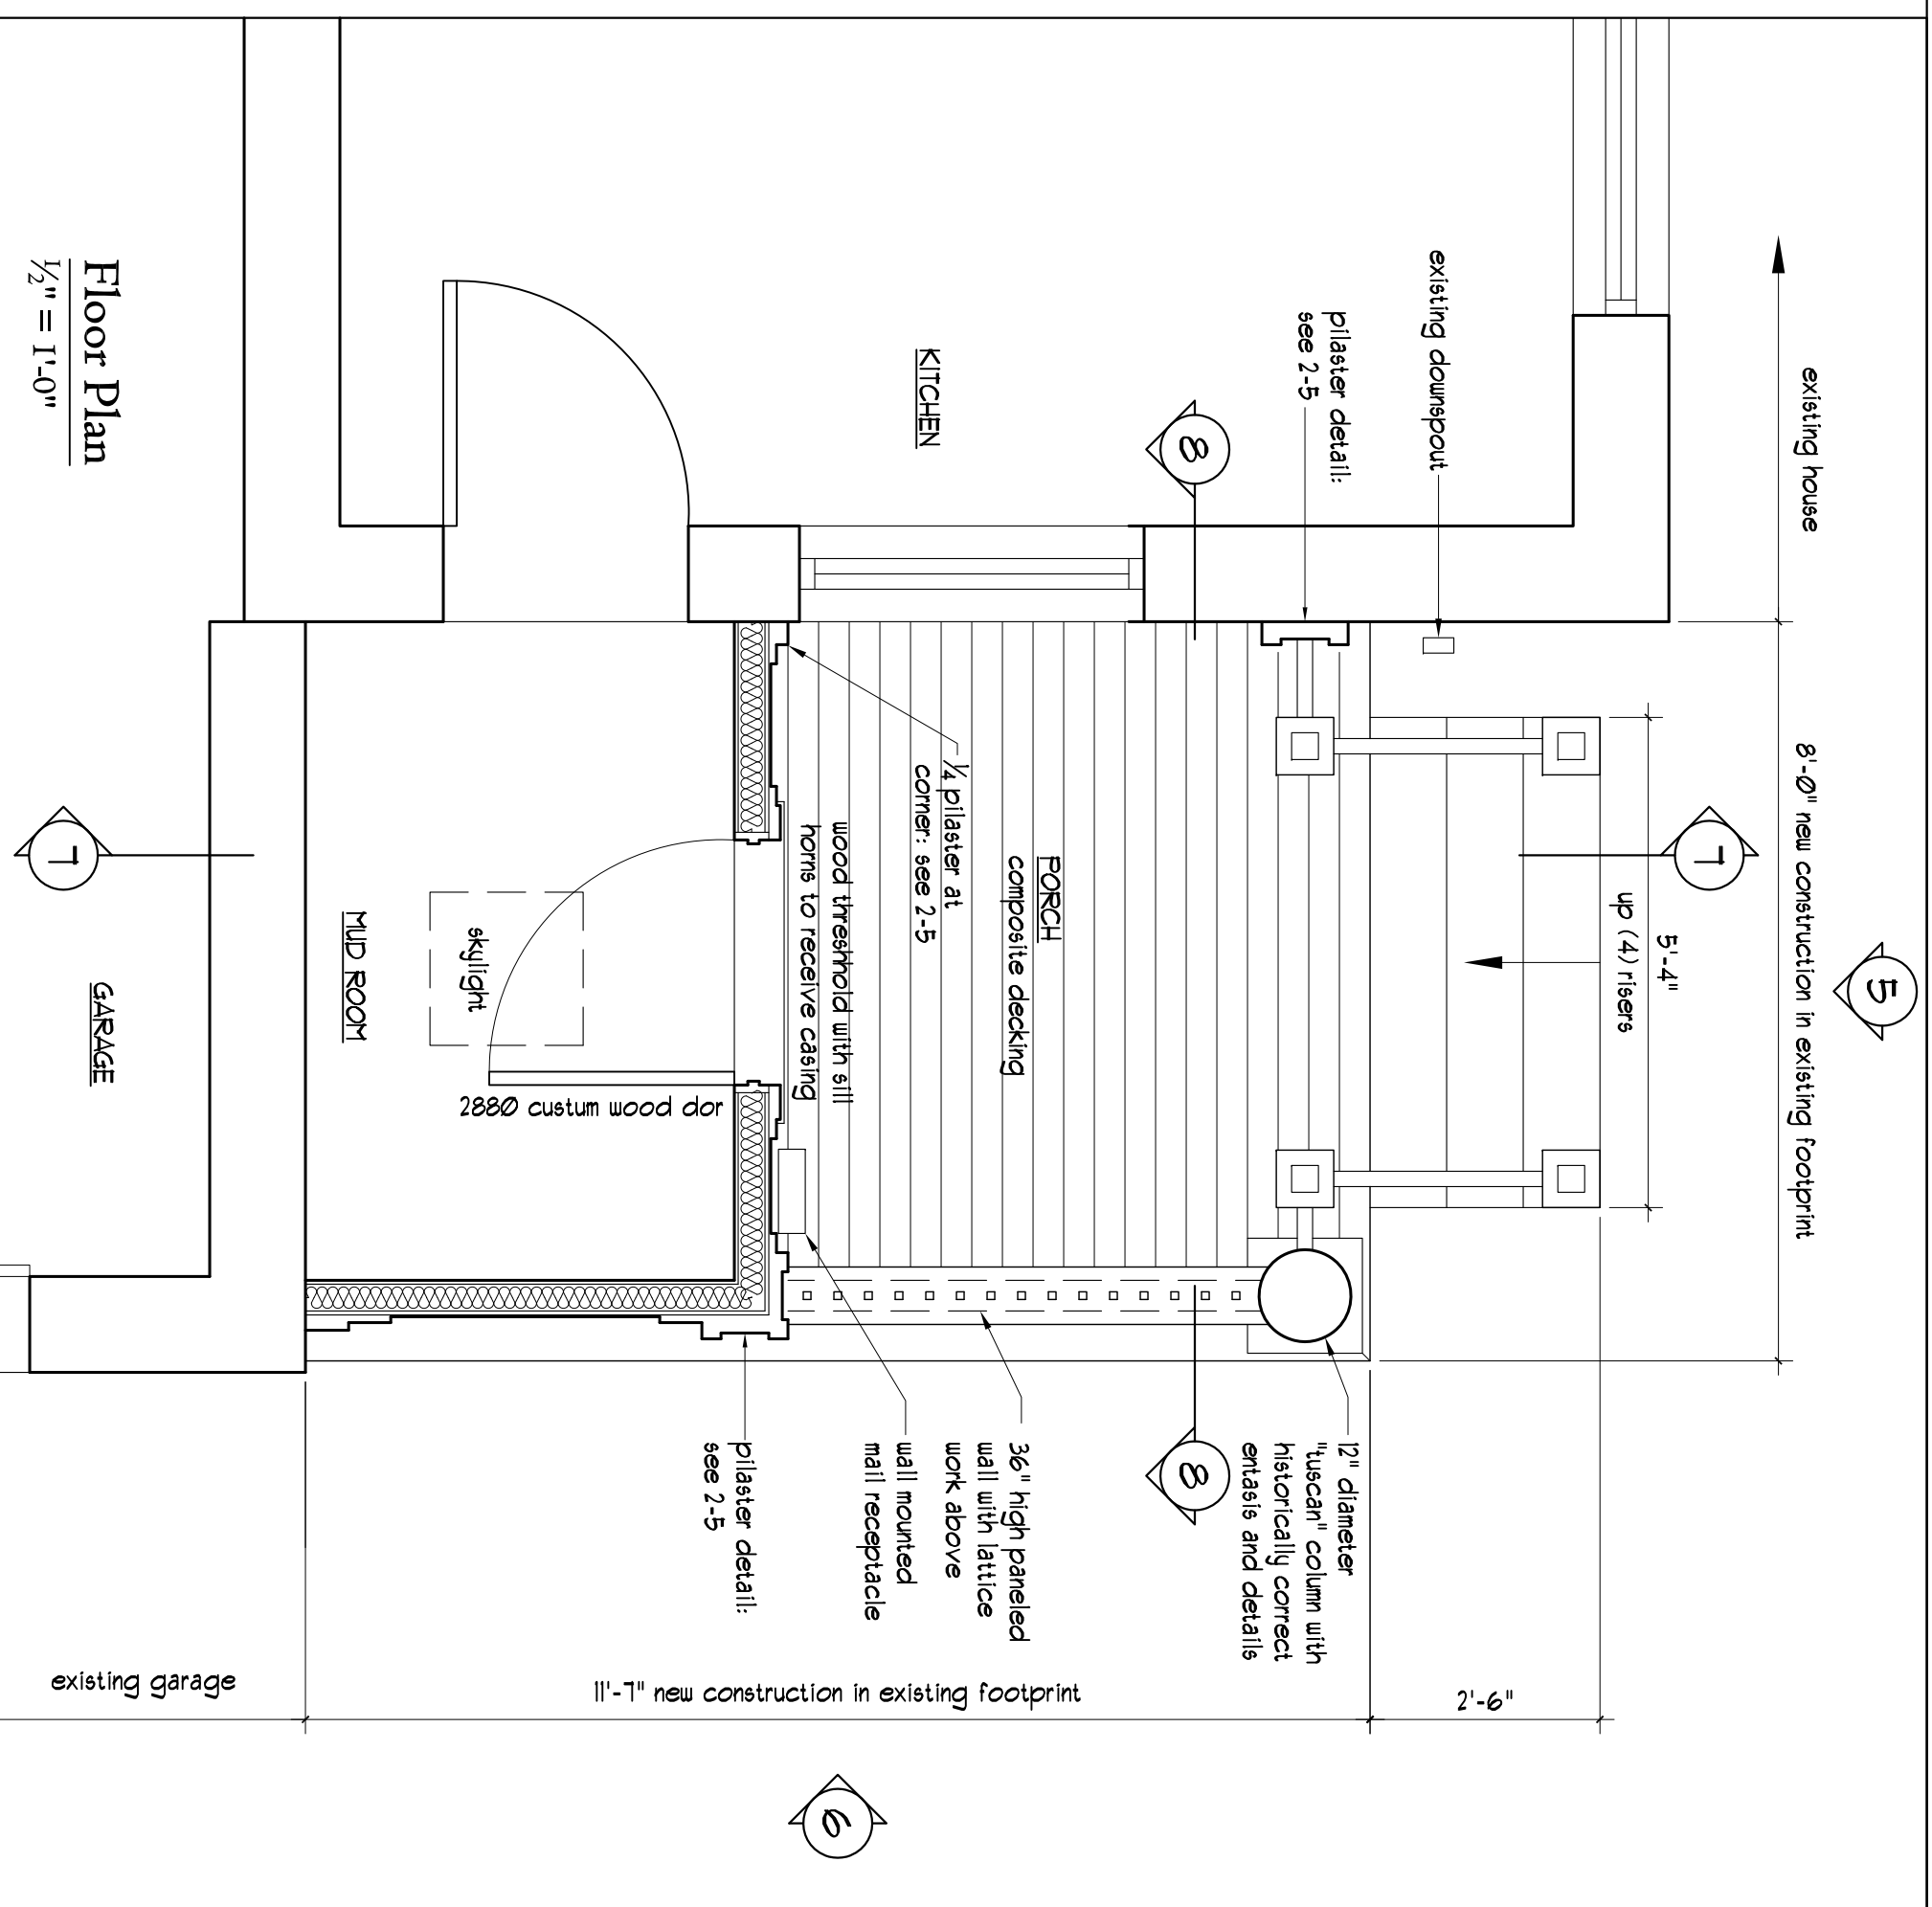 existing house
8'-0" new construction in existing footprint
5
5'-4"
up (4) risers
7
existing downspout
pilaster detail:
see 2-5
8
KITCHEN
PORCH
composite decking
1/4 pilaster at
corner: see 2-5
wood threshhold with sill
horns to receive casing
12" diameter
"tuscan" column with
historically correct
entasis and details
8
36" high paneled
wall with lattice
work above
wall mounted
mail receptacle
pilaster detail:
see 2-5
2880 custum wood dor
skylight
MUD ROOM
GARAGE
7
2'-6"
11'-7" new construction in existing footprint
existing garage
6
Floor Plan
1/2" = 1'-0"